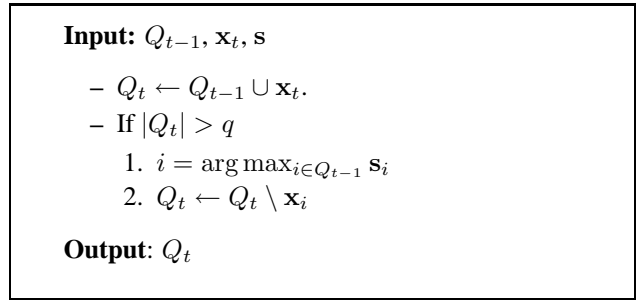 Input: Q_{t−1}, x_t, s
– Q_t ← Q_{t−1} ∪ x_t.
– If |Q_t| > q
1. i = arg max_{i∈Q_{t−1}} s_i
2. Q_t ← Q_t \ x_i
Output: Q_t